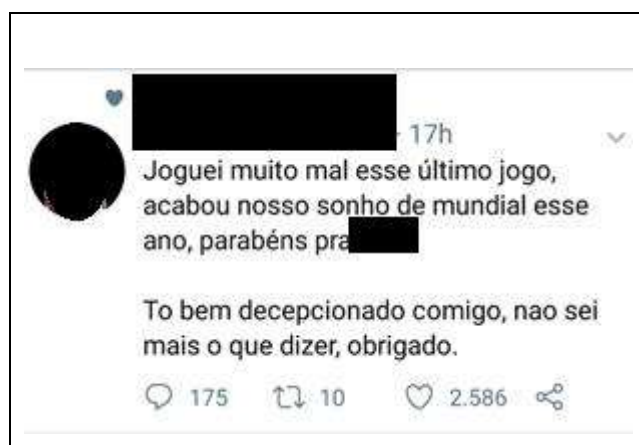 17h
Joguei muito mal esse último jogo,
acabou nosso sonho de mundial esse
ano, parabéns pra
To bem decepcionado comigo, nao sei
mais o que dizer, obrigado.
175 10 2.586